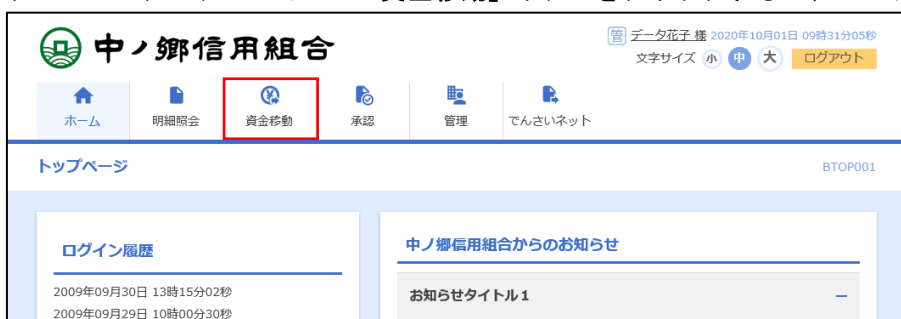 中ノ郷信用組合
管 データ花子 様 2020年10月01日 09時31分05秒
文字サイズ 小 中 大 ログアウト
ホーム 明細照会 資金移動 承認 管理 でんさいネット
トップページ BTOP001
ログイン履歴
2009年09月30日 13時15分02秒
2009年09月29日 10時00分30秒
中ノ郷信用組合からのお知らせ
お知らせタイトル1